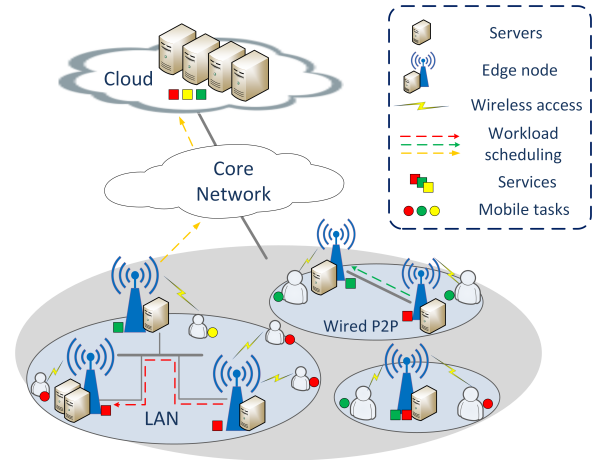 Cloud
Core
Network
Wired P2P
LAN
Servers
Edge node
Wireless access
Workload
scheduling
Services
Mobile tasks